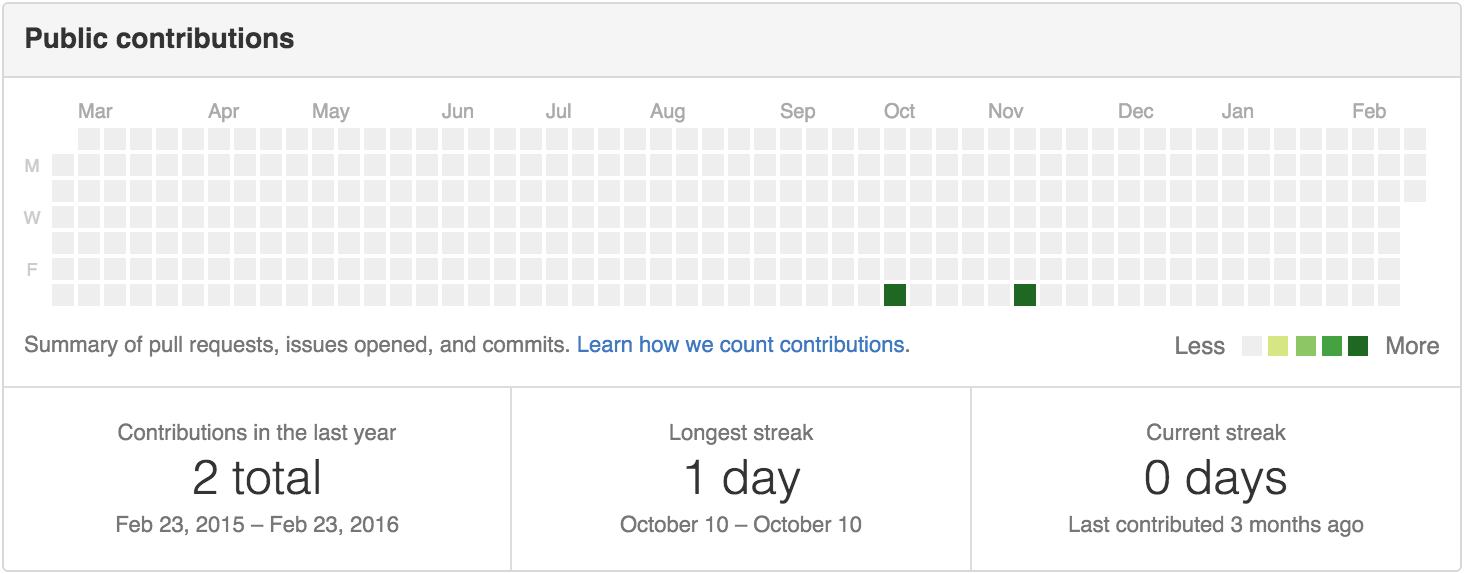 Public contributions
Mar Apr May Jun Jul Aug Sep Oct Nov Dec Jan Feb
M
W
F
Summary of pull requests, issues opened, and commits. Learn how we count contributions.
Less More
Contributions in the last year
2 total
Feb 23, 2015 – Feb 23, 2016
Longest streak
1 day
October 10 – October 10
Current streak
0 days
Last contributed 3 months ago